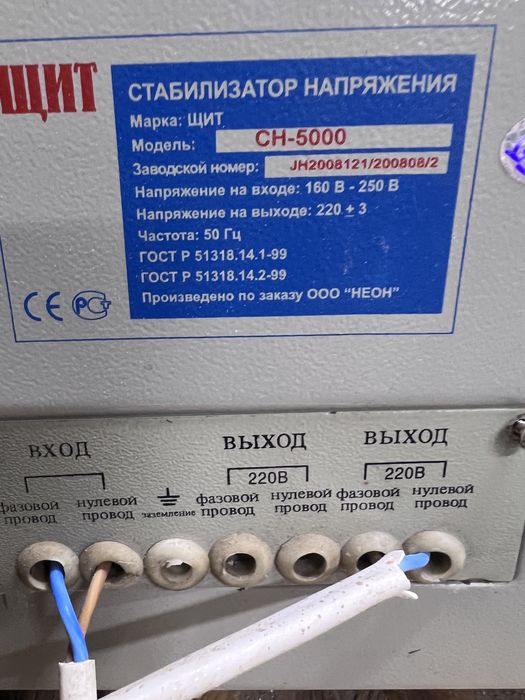 ЩИТ
СТАБИЛИЗАТОР НАПРЯЖЕНИЯ
Марка: ЩИТ
Модель: СН-5000
Заводской номер: JH2008121/200808/2
Напряжение на входе: 160 В - 250 В
Напряжение на выходе: 220 ± 3
Частота: 50 Гц
ГОСТ Р 51318.14.1-99
ГОСТ Р 51318.14.2-99
Произведено по заказу ООО "НЕОН"
CE РСТ
ВХОД ВЫХОД ВЫХОД
220В 220В
фазовой провод нулевой провод заземление фазовой провод нулевой провод фазовой провод нулевой провод